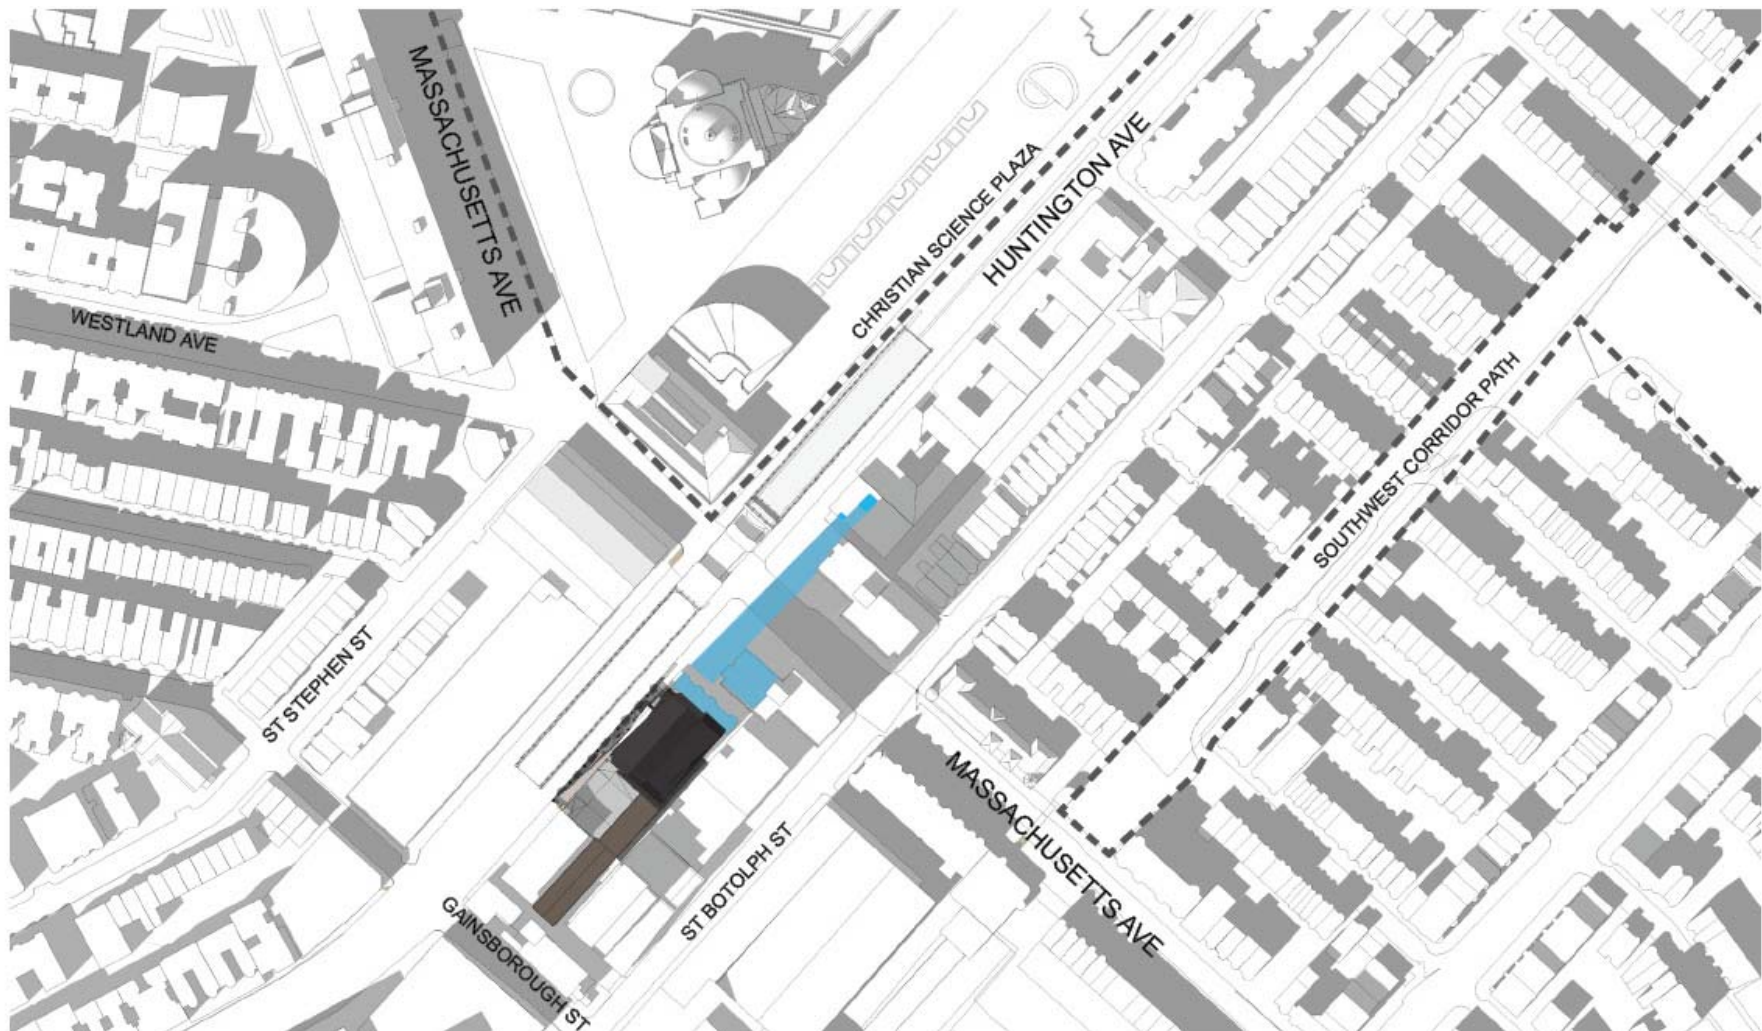 MASSACHUSETTS AVE
CHRISTIAN SCIENCE PLAZA
HUNTINGTON AVE
WESTLAND AVE
SOUTHWEST CORRIDOR PATH
ST STEPHEN ST
MASSACHUSETTS AVE
ST BOTOLPH ST
GAINSBOROUGH ST